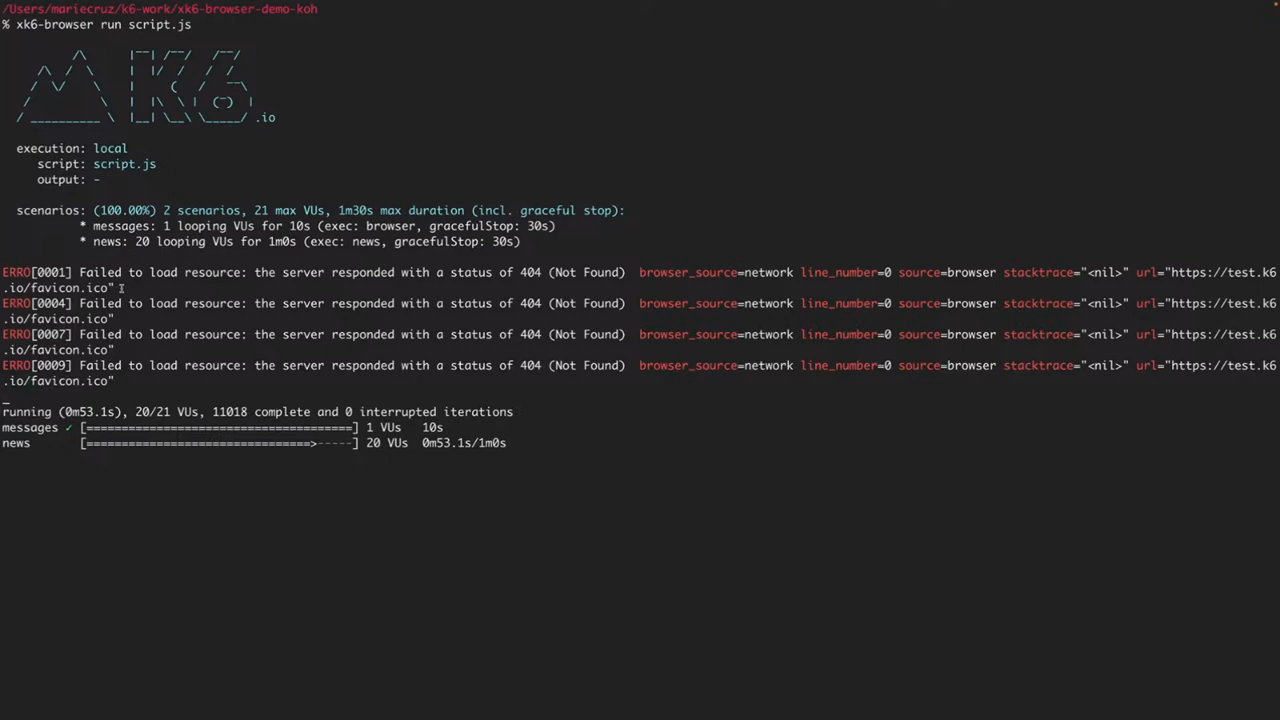 /Users/mariecruz/k6-work/xk6-browser-demo-koh
% xk6-browser run script.js
          /\      |‾‾| /‾‾/   /‾‾/
     /\  /  \     |  |/  /   /  /
    /  \/    \    |     (   /   ‾‾\
   /          \   |  |\  \ |  (‾)  |
  / __________ \  |__| \__\ \_____/ .io
execution: local
script: script.js
output: -
scenarios: (100.00%) 2 scenarios, 21 max VUs, 1m30s max duration (incl. graceful stop):
* messages: 1 looping VUs for 10s (exec: browser, gracefulStop: 30s)
* news: 20 looping VUs for 1m0s (exec: news, gracefulStop: 30s)
ERRO[0001] Failed to load resource: the server responded with a status of 404 (Not Found)  browser_source=network line_number=0 source=browser stacktrace="<nil>" url="https://test.k6
.io/favicon.ico"
ERRO[0004] Failed to load resource: the server responded with a status of 404 (Not Found)  browser_source=network line_number=0 source=browser stacktrace="<nil>" url="https://test.k6
.io/favicon.ico"
ERRO[0007] Failed to load resource: the server responded with a status of 404 (Not Found)  browser_source=network line_number=0 source=browser stacktrace="<nil>" url="https://test.k6
.io/favicon.ico"
ERRO[0009] Failed to load resource: the server responded with a status of 404 (Not Found)  browser_source=network line_number=0 source=browser stacktrace="<nil>" url="https://test.k6
.io/favicon.ico"
running (0m53.1s), 20/21 VUs, 11018 complete and 0 interrupted iterations
messages ✓ [======================================] 1 VUs   10s
news       [================================>-----] 20 VUs  0m53.1s/1m0s